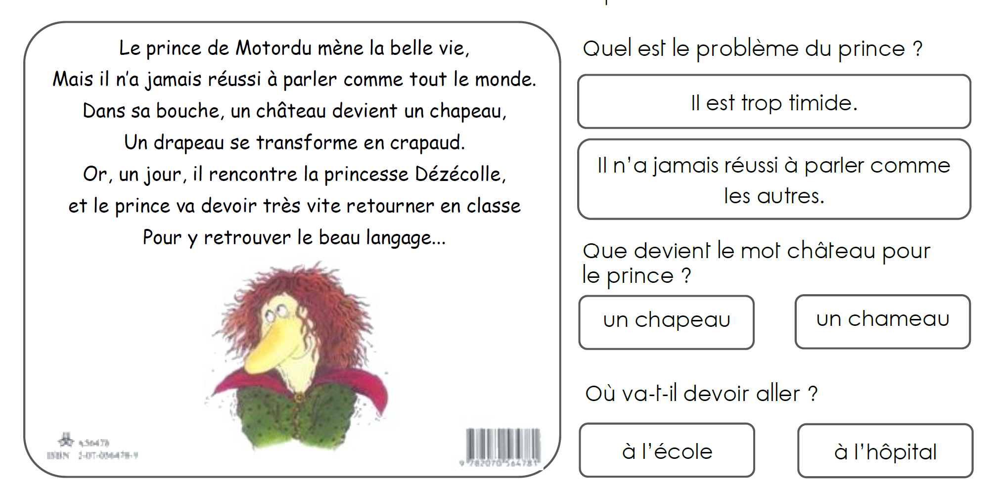 Le prince de Motordu mène la belle vie,
Mais il n'a jamais réussi à parler comme tout le monde.
Dans sa bouche, un château devient un chapeau,
Un drapeau se transforme en crapaud.
Or, un jour, il rencontre la princesse Dézécolle,
et le prince va devoir très vite retourner en classe
Pour y retrouver le beau langage...
ISBN 2-07-056478-9
9 782070 564781
Quel est le problème du prince ?
Il est trop timide.
Il n'a jamais réussi à parler comme
les autres.
Que devient le mot château pour
le prince ?
un chapeau
un chameau
Où va-t-il devoir aller ?
à l'école
à l'hôpital